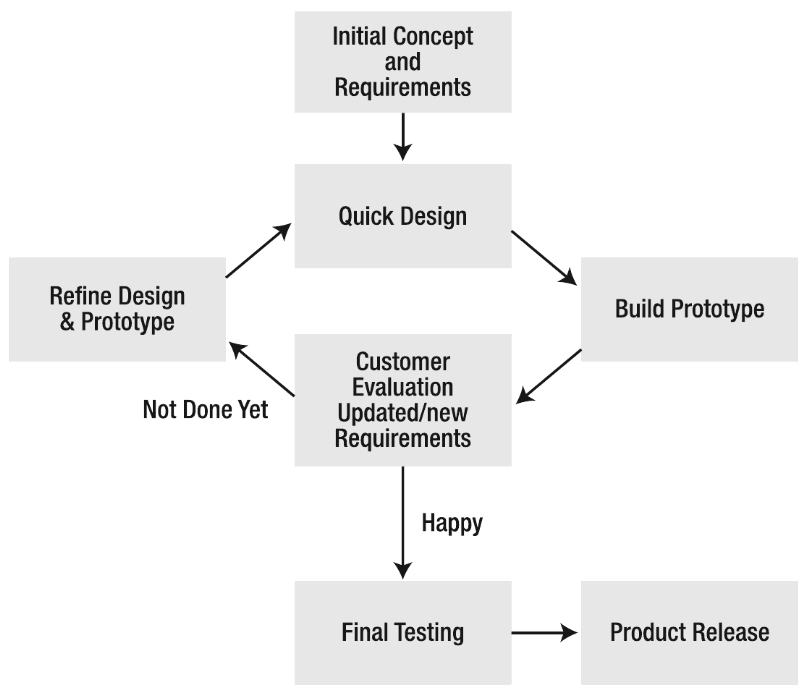 Initial Concept
and
Requirements
Quick Design
Refine Design
& Prototype
Build Prototype
Customer
Evaluation
Updated/new
Requirements
Not Done Yet
Happy
Final Testing
Product Release